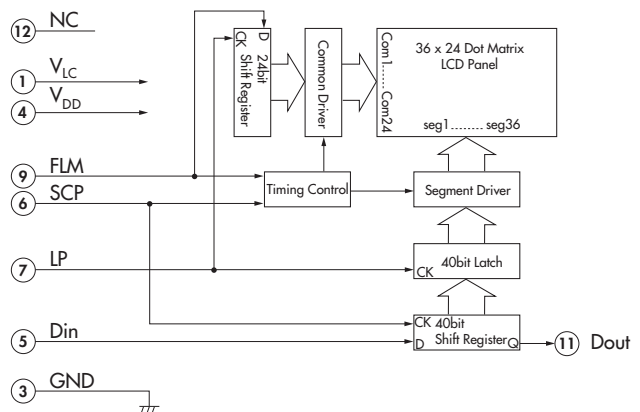 12 NC
1 VLC
4 VDD
9 FLM
6 SCP
7 LP
5 Din
3 GND
CK D
24bit
Shift Register
Common Driver
Com1..... Com24
36 x 24 Dot Matrix
LCD Panel
seg1........ seg36
Timing Control
Segment Driver
40bit Latch
CK
CK 40bit
Shift Register
D Q
11 Dout